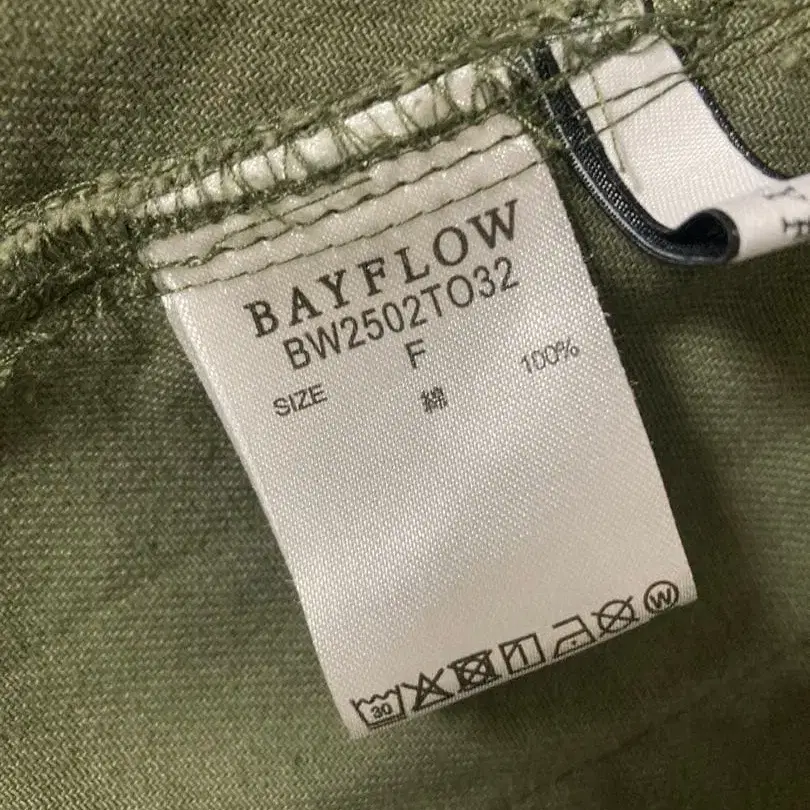 BAYFLOW
BW2502TO32
SIZE F
綿 100%
30
W